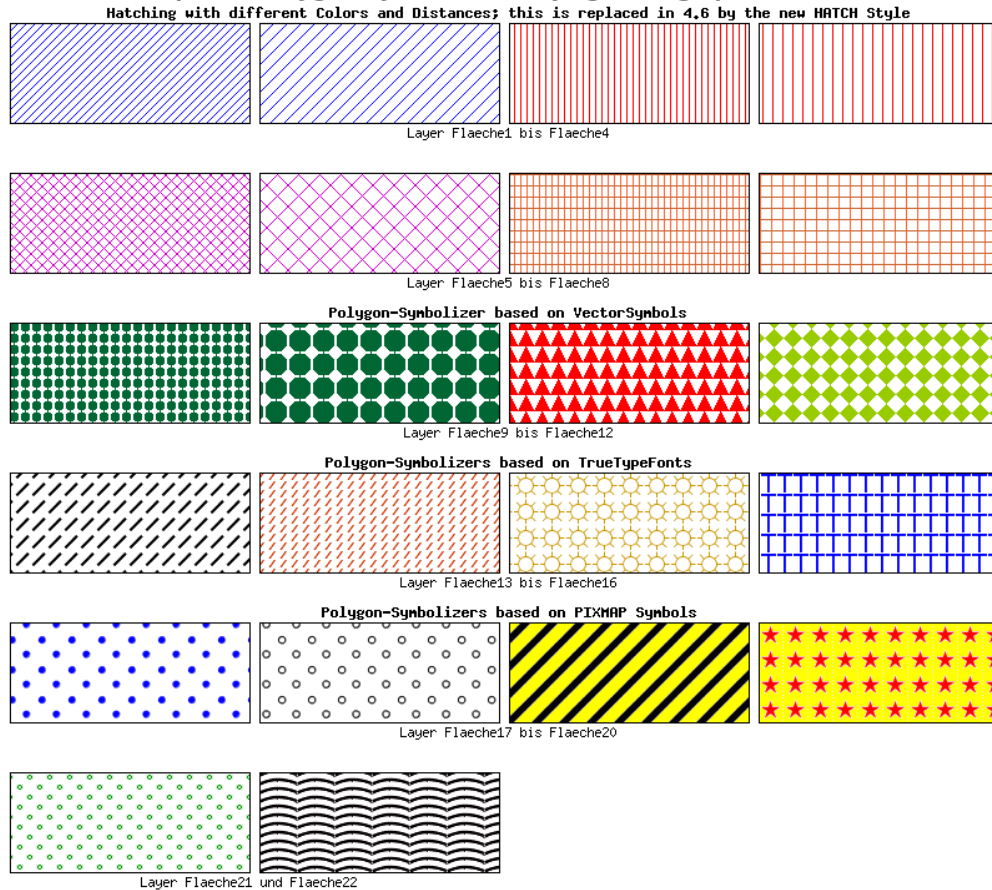 Hatching with different Colors and Distances; this is replaced in 4.6 by the new HATCH Style
Layer Flaeche1 bis Flaeche4
Layer Flaeche5 bis Flaeche8
Polygon-Symbolizer based on VectorSymbols
Layer Flaeche9 bis Flaeche12
Polygon-Symbolizers based on TrueTypeFonts
Layer Flaeche13 bis Flaeche16
Polygon-Symbolizers based on PIXMAP Symbols
Layer Flaeche17 bis Flaeche20
Layer Flaeche21 und Flaeche22